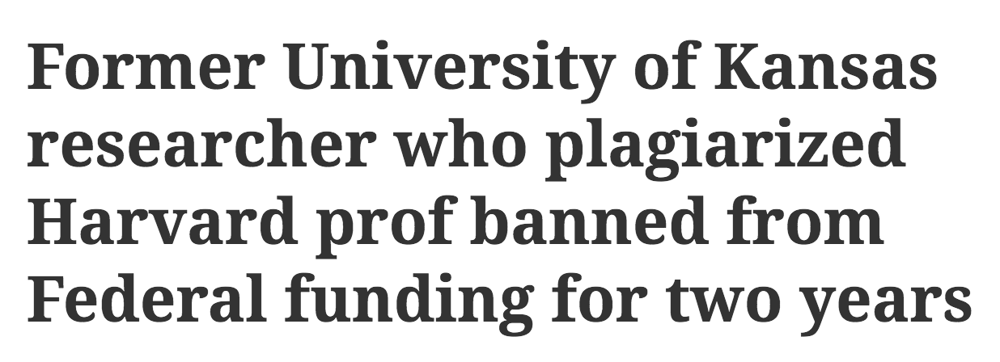 Former University of Kansas
researcher who plagiarized
Harvard prof banned from
Federal funding for two years